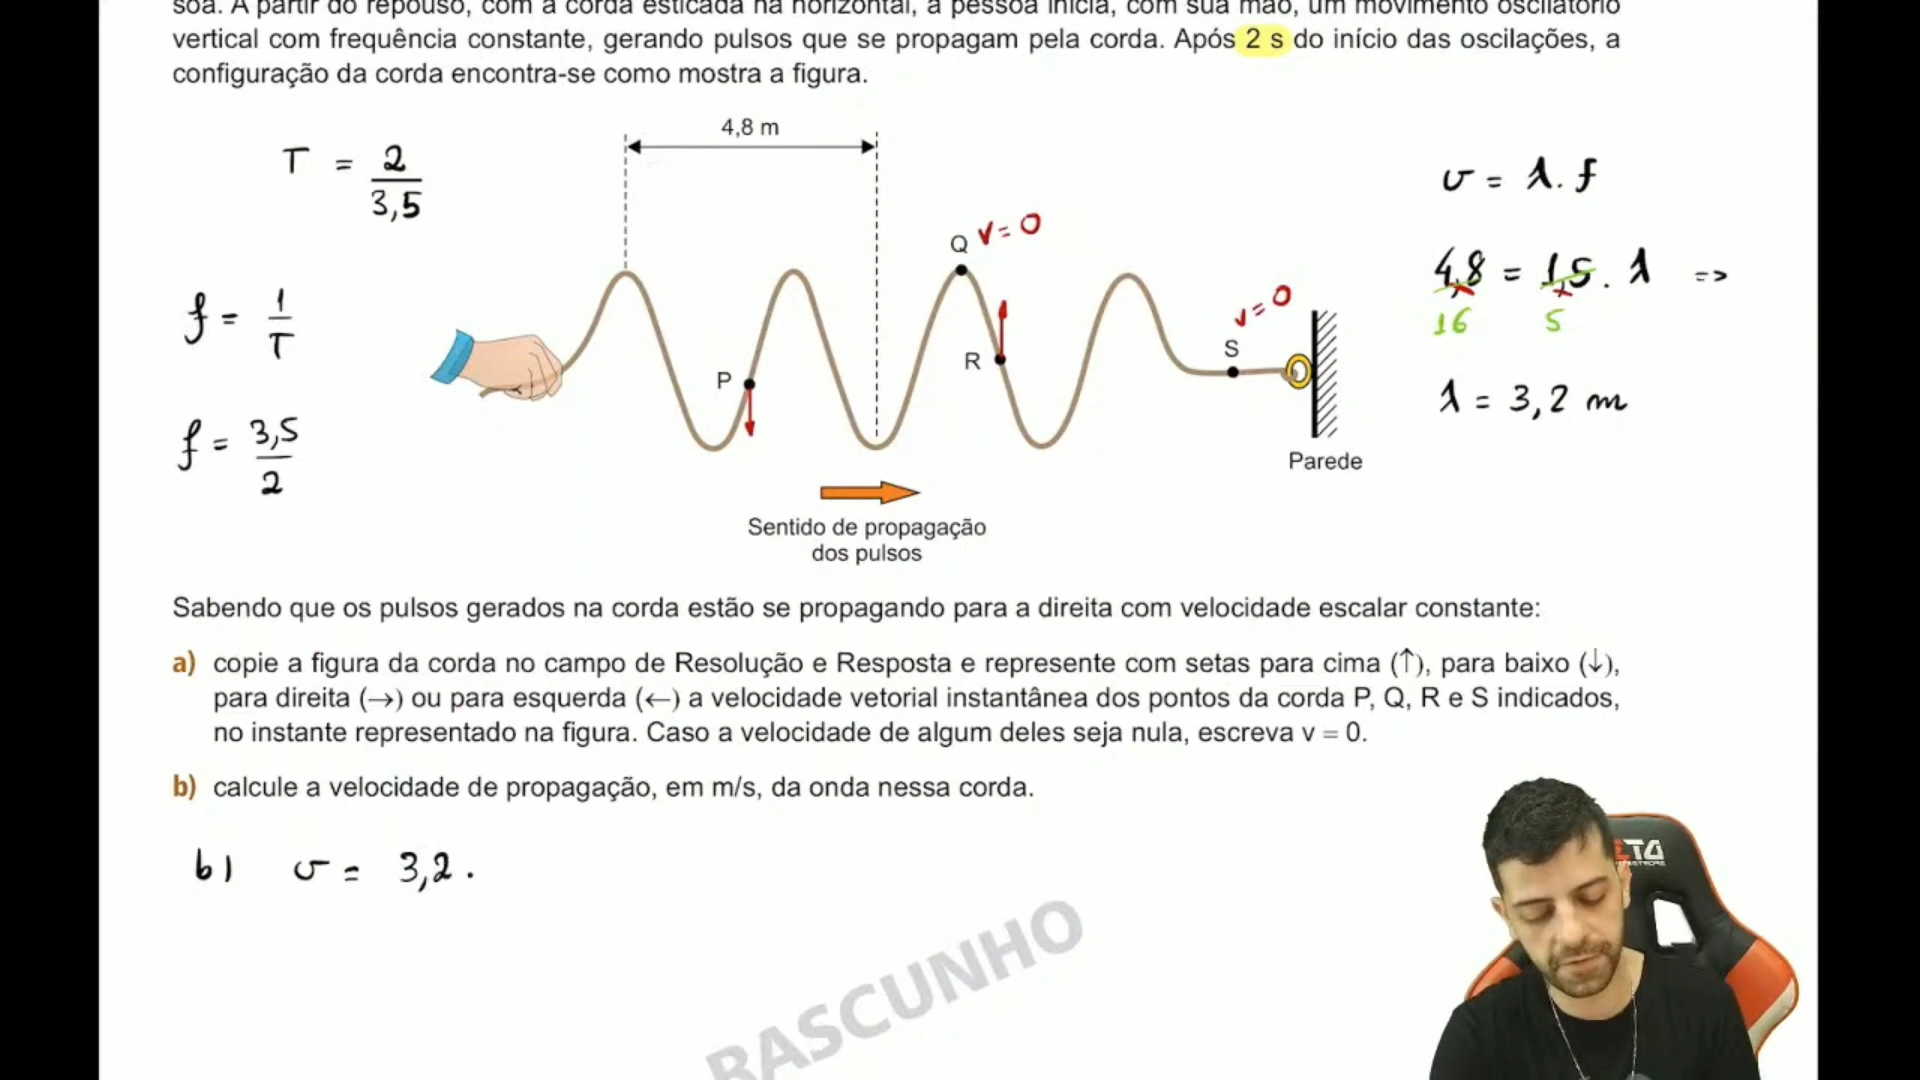 soa. A partir do repouso, com a corda esticada na horizontal, a pessoa inicia, com sua mão, um movimento oscilatório
vertical com frequência constante, gerando pulsos que se propagam pela corda. Após 2 s do início das oscilações, a
configuração da corda encontra-se como mostra a figura.
4,8 m
T = 2/3,5
v = λ. f
Q v = 0
4,8 = 1,5. λ =>
16 5
f = 1/T
v = 0
S
R
P
λ = 3,2 m
f = 3,5/2
Parede
Sentido de propagação
dos pulsos
Sabendo que os pulsos gerados na corda estão se propagando para a direita com velocidade escalar constante:
a) copie a figura da corda no campo de Resolução e Resposta e represente com setas para cima (↑), para baixo (↓),
para direita (→) ou para esquerda (←) a velocidade vetorial instantânea dos pontos da corda P, Q, R e S indicados,
no instante representado na figura. Caso a velocidade de algum deles seja nula, escreva v = 0.
b) calcule a velocidade de propagação, em m/s, da onda nessa corda.
b) v = 3,2 .
RASCUNHO